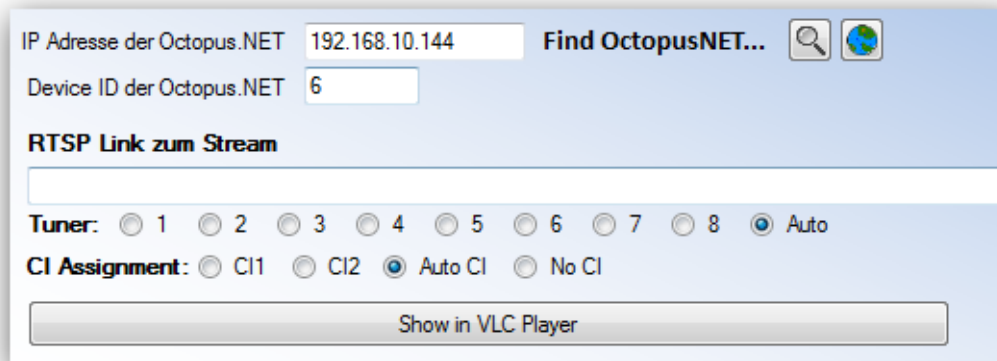 IP Adresse der Octopus.NET 192.168.10.144 Find OctopusNET...
Device ID der Octopus.NET 6
RTSP Link zum Stream
Tuner: 1 2 3 4 5 6 7 8 Auto
CI Assignment: CI1 CI2 Auto CI No CI
Show in VLC Player